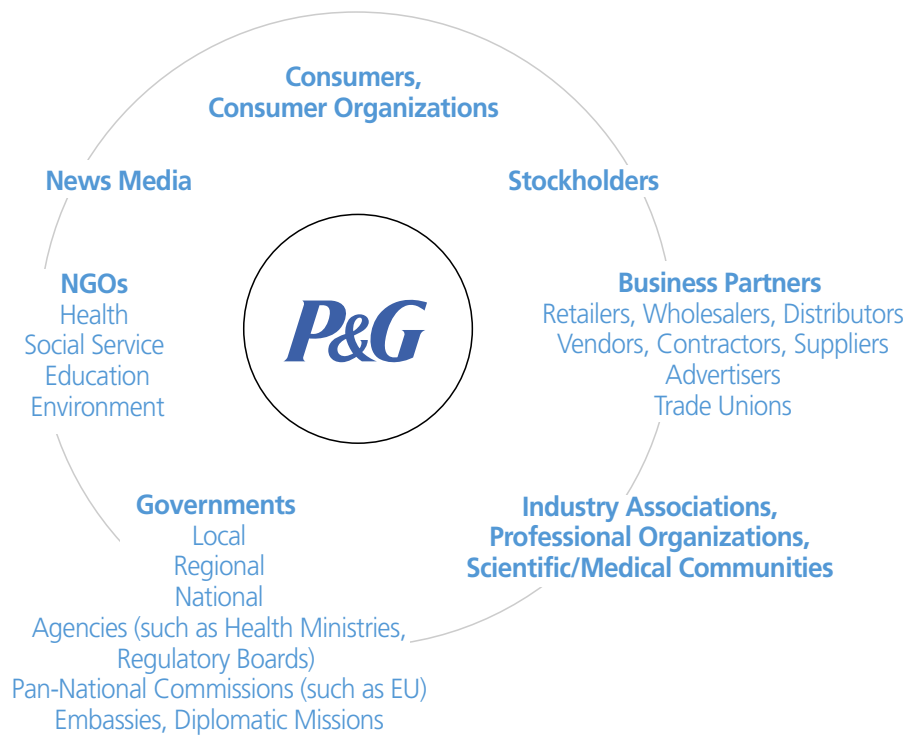 Consumers,
Consumer Organizations
News Media
Stockholders
NGOs
Health
Social Service
Education
Environment
P&G
Business Partners
Retailers, Wholesalers, Distributors
Vendors, Contractors, Suppliers
Advertisers
Trade Unions
Governments
Local
Regional
National
Agencies (such as Health Ministries,
Regulatory Boards)
Pan-National Commissions (such as EU)
Embassies, Diplomatic Missions
Industry Associations,
Professional Organizations,
Scientific/Medical Communities